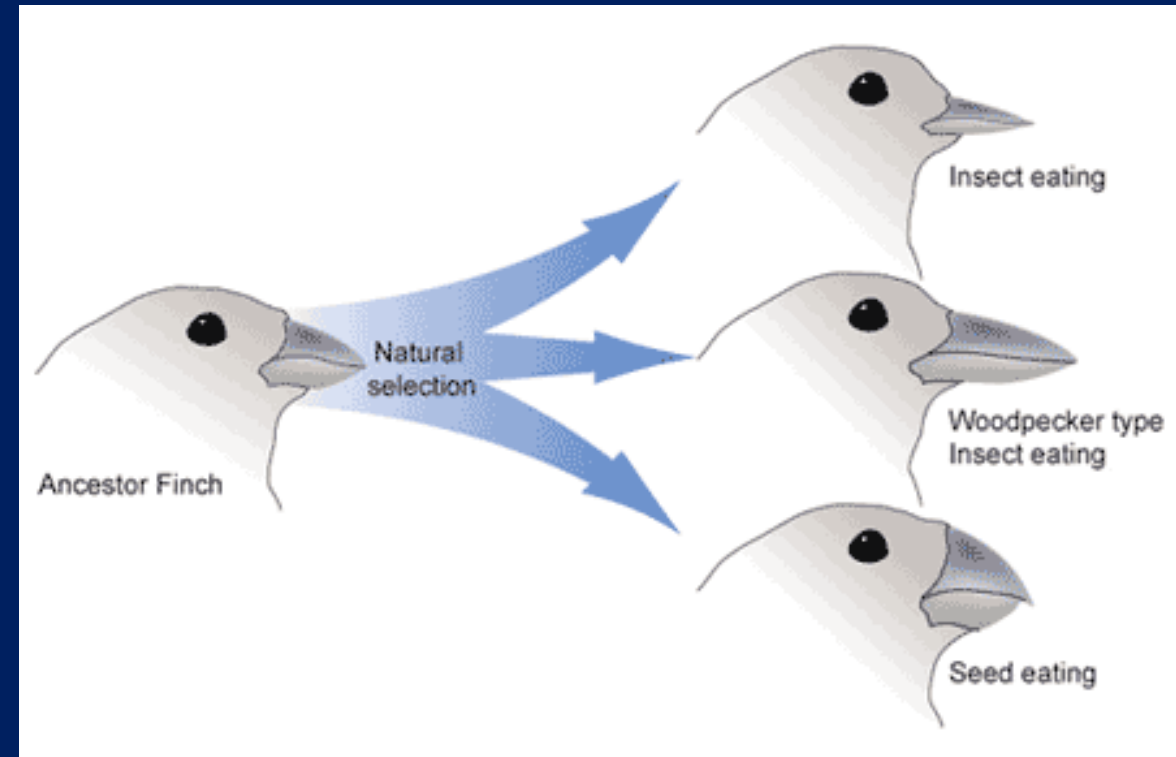 Insect eating
Natural
selection
Woodpecker type
Insect eating
Ancestor Finch
Seed eating